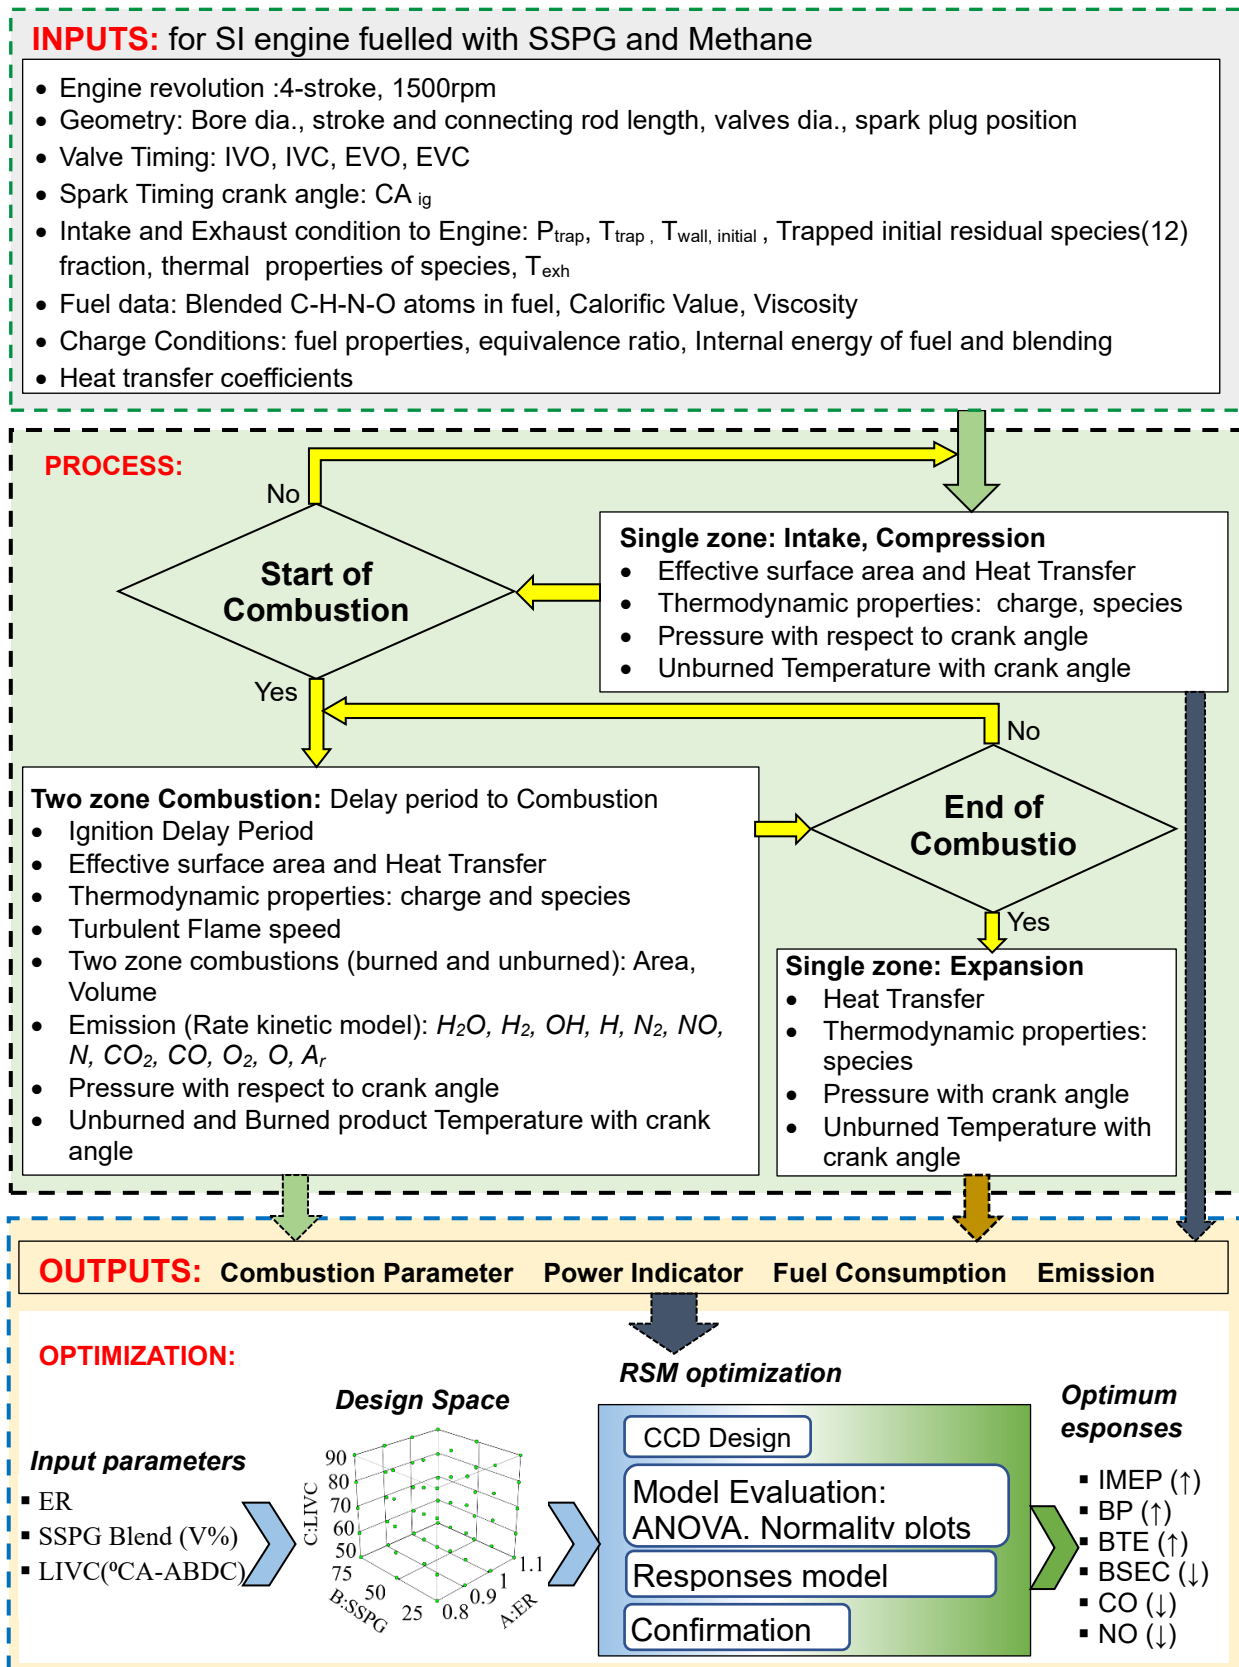 INPUTS: for SI engine fuelled with SSPG and Methane
• Engine revolution :4-stroke, 1500rpm
• Geometry: Bore dia., stroke and connecting rod length, valves dia., spark plug position
• Valve Timing: IVO, IVC, EVO, EVC
• Spark Timing crank angle: CA ig
• Intake and Exhaust condition to Engine: Ptrap, Ttrap , Twall, initial , Trapped initial residual species(12)
fraction, thermal properties of species, Texh
• Fuel data: Blended C-H-N-O atoms in fuel, Calorific Value, Viscosity
• Charge Conditions: fuel properties, equivalence ratio, Internal energy of fuel and blending
• Heat transfer coefficients
PROCESS:
No
Start of
Combustion
Yes
Single zone: Intake, Compression
• Effective surface area and Heat Transfer
• Thermodynamic properties: charge, species
• Pressure with respect to crank angle
• Unburned Temperature with crank angle
No
End of
Combustio
Yes
Two zone Combustion: Delay period to Combustion
• Ignition Delay Period
• Effective surface area and Heat Transfer
• Thermodynamic properties: charge and species
• Turbulent Flame speed
• Two zone combustions (burned and unburned): Area,
Volume
• Emission (Rate kinetic model): H₂O, H₂, OH, H, N₂, NO,
N, CO₂, CO, O₂, O, Ar
• Pressure with respect to crank angle
• Unburned and Burned product Temperature with crank
angle
Single zone: Expansion
• Heat Transfer
• Thermodynamic properties:
species
• Pressure with crank angle
• Unburned Temperature with
crank angle
OUTPUTS: Combustion Parameter Power Indicator Fuel Consumption Emission
OPTIMIZATION:
Input parameters
▪ ER
▪ SSPG Blend (V%)
▪ LIVC(⁰CA-ABDC)
Design Space
C:LIVC
90
80
70
60
50
75
50
25
B:SSPG
0.8
0.9
1
1.1
A:ER
RSM optimization
CCD Design
Model Evaluation:
ANOVA. Normality plots
Responses model
Confirmation
Optimum
esponses
▪ IMEP (↑)
▪ BP (↑)
▪ BTE (↑)
▪ BSEC (↓)
▪ CO (↓)
▪ NO (↓)